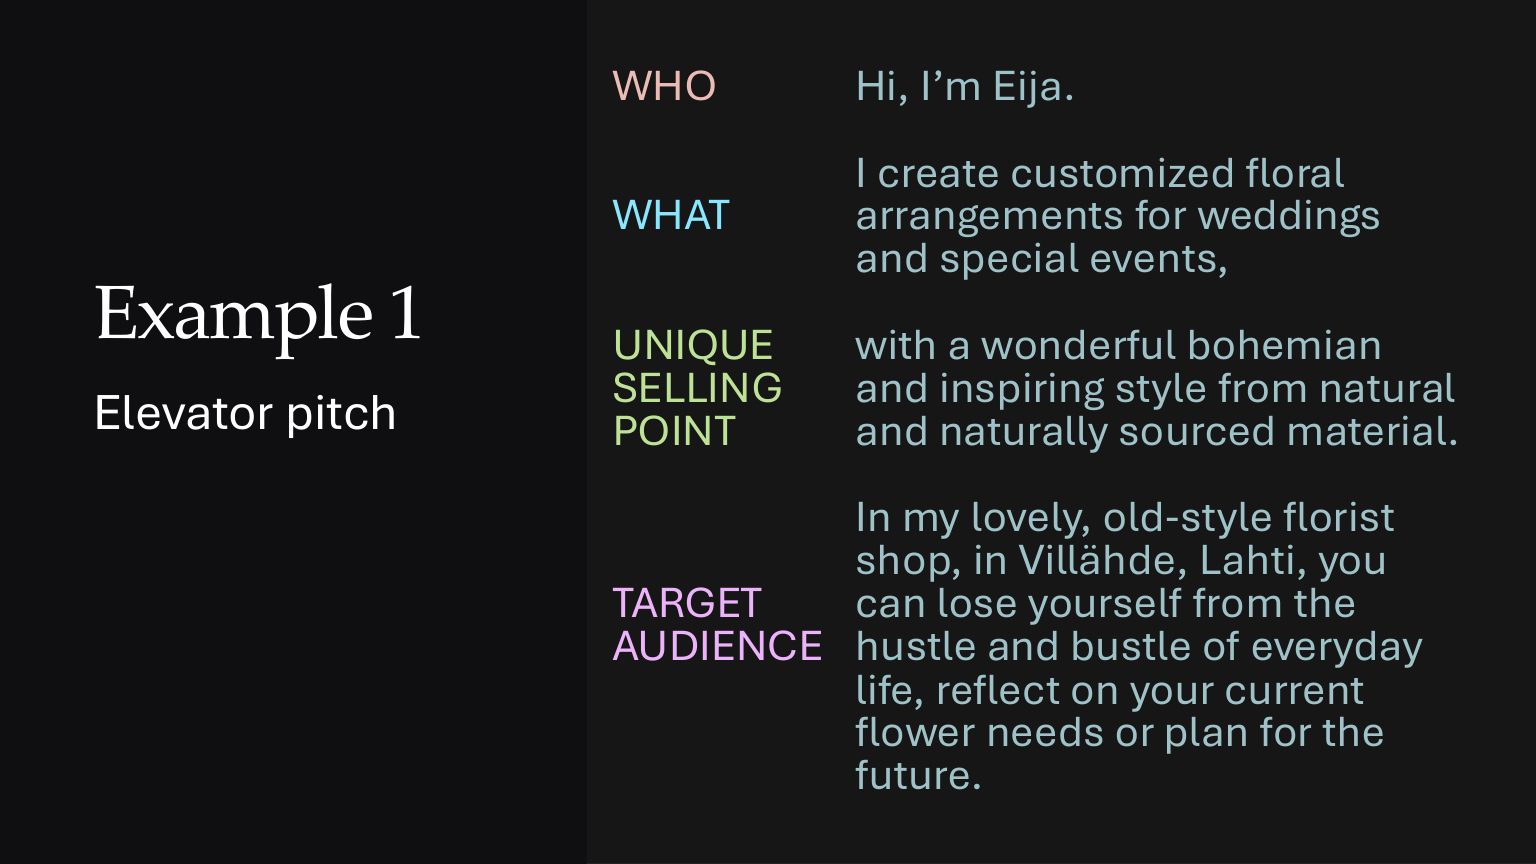 Example 1
Elevator pitch
WHO
Hi, I’m Eija.
WHAT
I create customized floral
arrangements for weddings
and special events,
UNIQUE
SELLING
POINT
with a wonderful bohemian
and inspiring style from natural
and naturally sourced material.
TARGET
AUDIENCE
In my lovely, old-style florist
shop, in Villähde, Lahti, you
can lose yourself from the
hustle and bustle of everyday
life, reflect on your current
flower needs or plan for the
future.